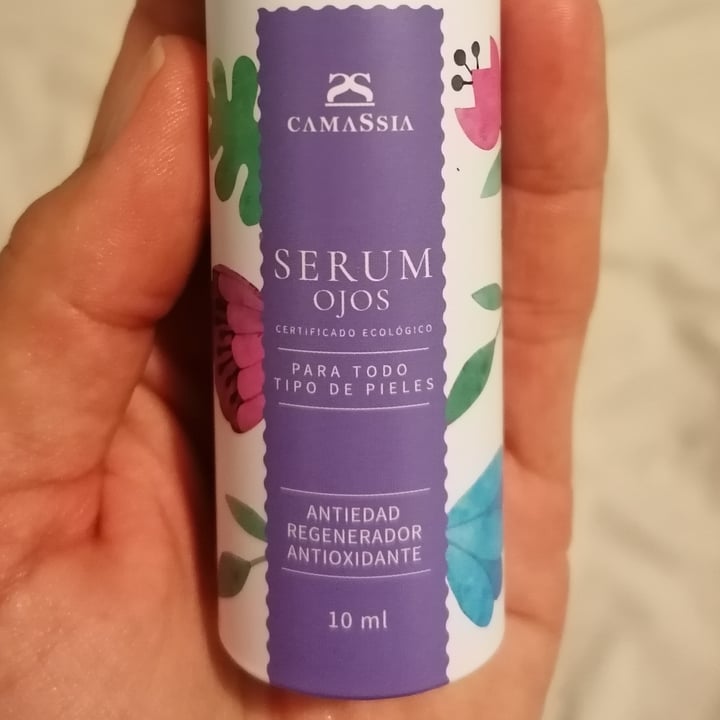 CAMASSIA
SERUM
OJOS
CERTIFICADO ECOLÓGICO
PARA TODO
TIPO DE PIELES
ANTIEDAD
REGENERADOR
ANTIOXIDANTE
10 ml